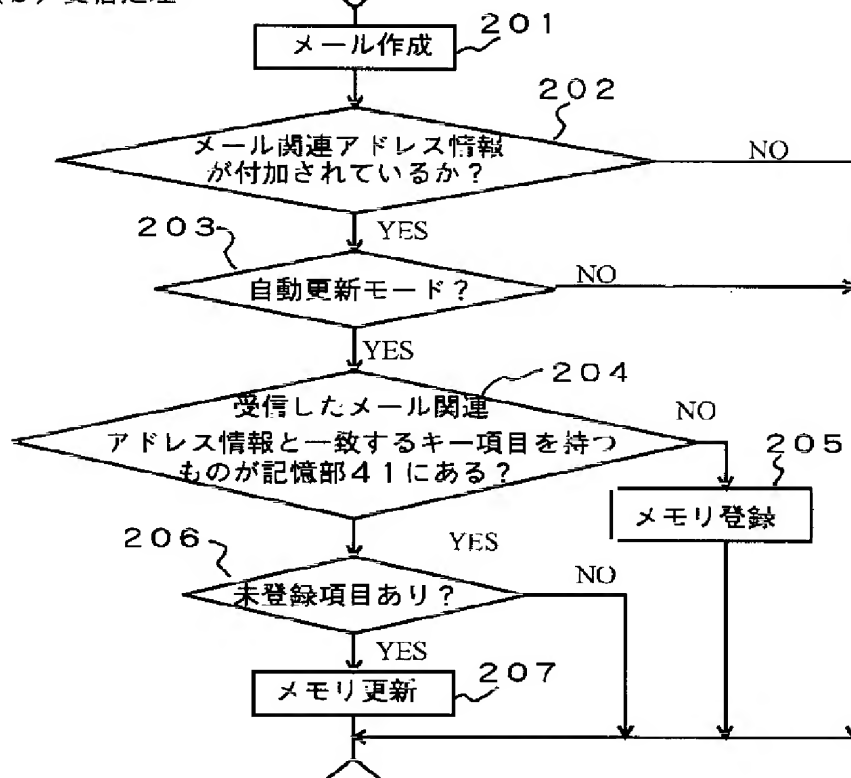 201
メール作成
202
メール関連アドレス情報
が付加されているか？
NO
YES
203
自動更新モード？
NO
YES
204
受信したメール関連
アドレス情報と一致するキー項目を持つ
ものが記憶部41にある？
NO
205
メモリ登録
YES
206
未登録項目あり？
NO
YES
207
メモリ更新